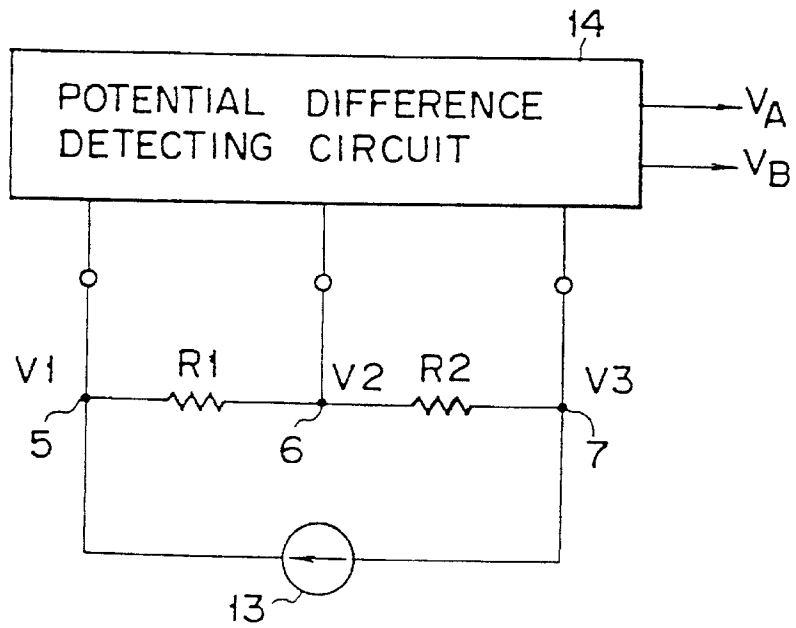 14
POTENTIAL DIFFERENCE
DETECTING CIRCUIT
VA
VB
V1
R1
V2
R2
V3
5
6
7
13